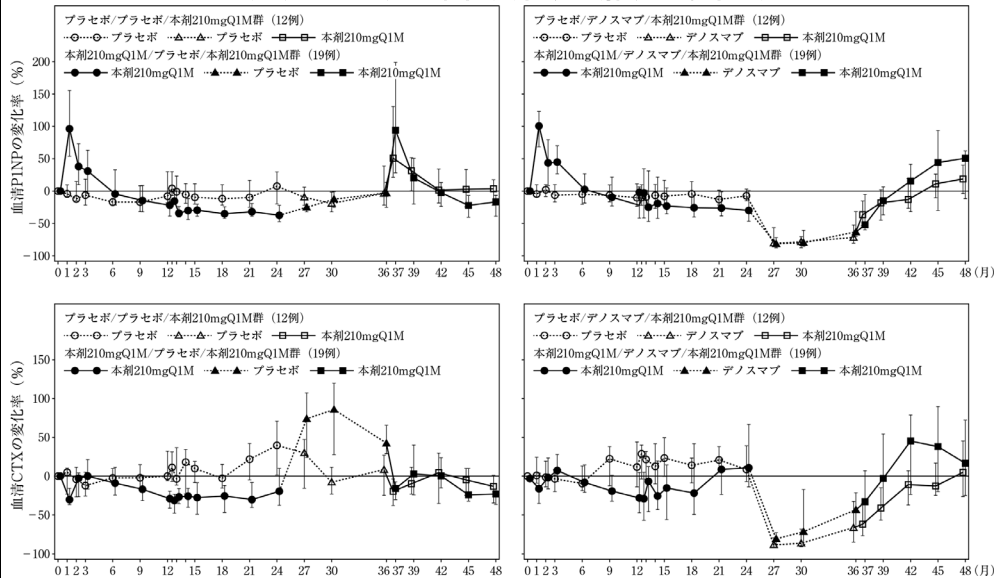 プラセボ/プラセボ/本剤210mgQ1M群（12例）
プラセボ プラセボ 本剤210mgQ1M
本剤210mgQ1M/プラセボ/本剤210mgQ1M群（19例）
本剤210mgQ1M プラセボ 本剤210mgQ1M
血清P1NPの変化率（%）
200
150
100
50
0
−50
−100
0 1 2 3 6 9 12 13 15 18 21 24 27 30 36 37 39 42 45 48
プラセボ/デノスマブ/本剤210mgQ1M群（12例）
プラセボ デノスマブ 本剤210mgQ1M
本剤210mgQ1M/デノスマブ/本剤210mgQ1M群（19例）
本剤210mgQ1M デノスマブ 本剤210mgQ1M
0 1 2 3 6 9 12 13 15 18 21 24 27 30 36 37 39 42 45 48（月）
プラセボ/プラセボ/本剤210mgQ1M群（12例）
プラセボ プラセボ 本剤210mgQ1M
本剤210mgQ1M/プラセボ/本剤210mgQ1M群（19例）
本剤210mgQ1M プラセボ 本剤210mgQ1M
血清CTXの変化率（%）
150
100
50
0
−50
−100
0 1 2 3 6 9 12 13 15 18 21 24 27 30 36 37 39 42 45 48
プラセボ/デノスマブ/本剤210mgQ1M群（12例）
プラセボ デノスマブ 本剤210mgQ1M
本剤210mgQ1M/デノスマブ/本剤210mgQ1M群（19例）
本剤210mgQ1M デノスマブ 本剤210mgQ1M
0 1 2 3 6 9 12 13 15 18 21 24 27 30 36 37 39 42 45 48（月）